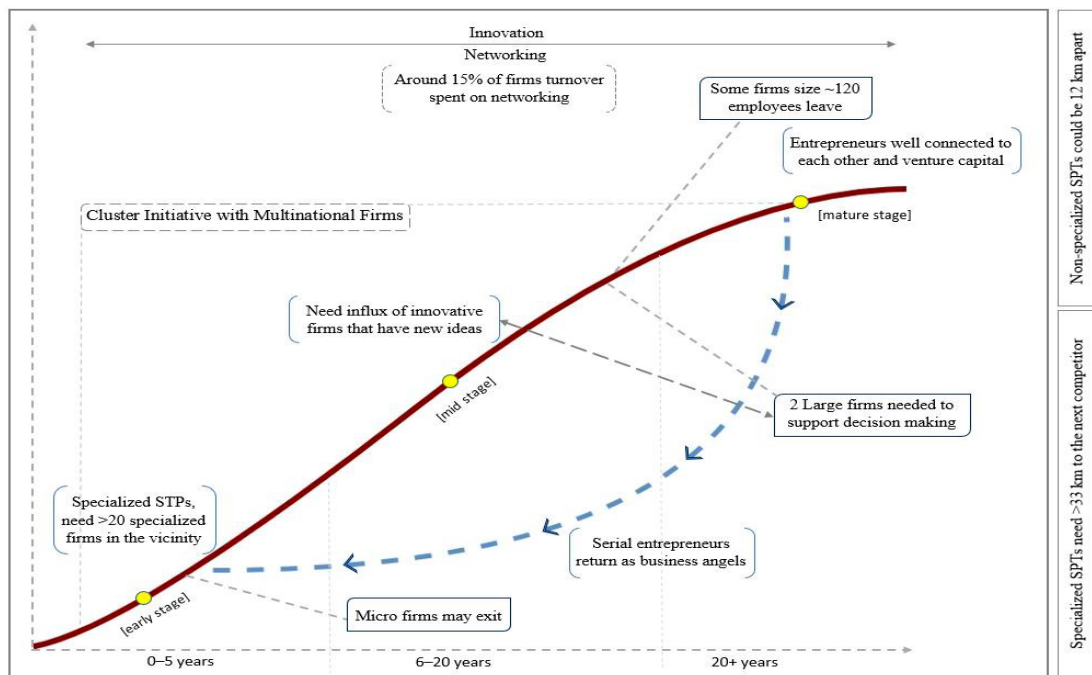 Innovation
Networking
Around 15% of firms turnover
spent on networking
Some firms size ~120
employees leave
Entrepreneurs well connected to
each other and venture capital
Cluster Initiative with Multinational Firms
[mature stage]
Need influx of innovative
firms that have new ideas
[mid stage]
2 Large firms needed to
support decision making
Specialized STPs,
need >20 specialized
firms in the vicinity
Serial entrepreneurs
return as business angels
[early stage]
Micro firms may exit
0–5 years
6–20 years
20+ years
Non-specialized SPTs could be 12 km apart
Specialized SPTs need >33 km to the next competitor